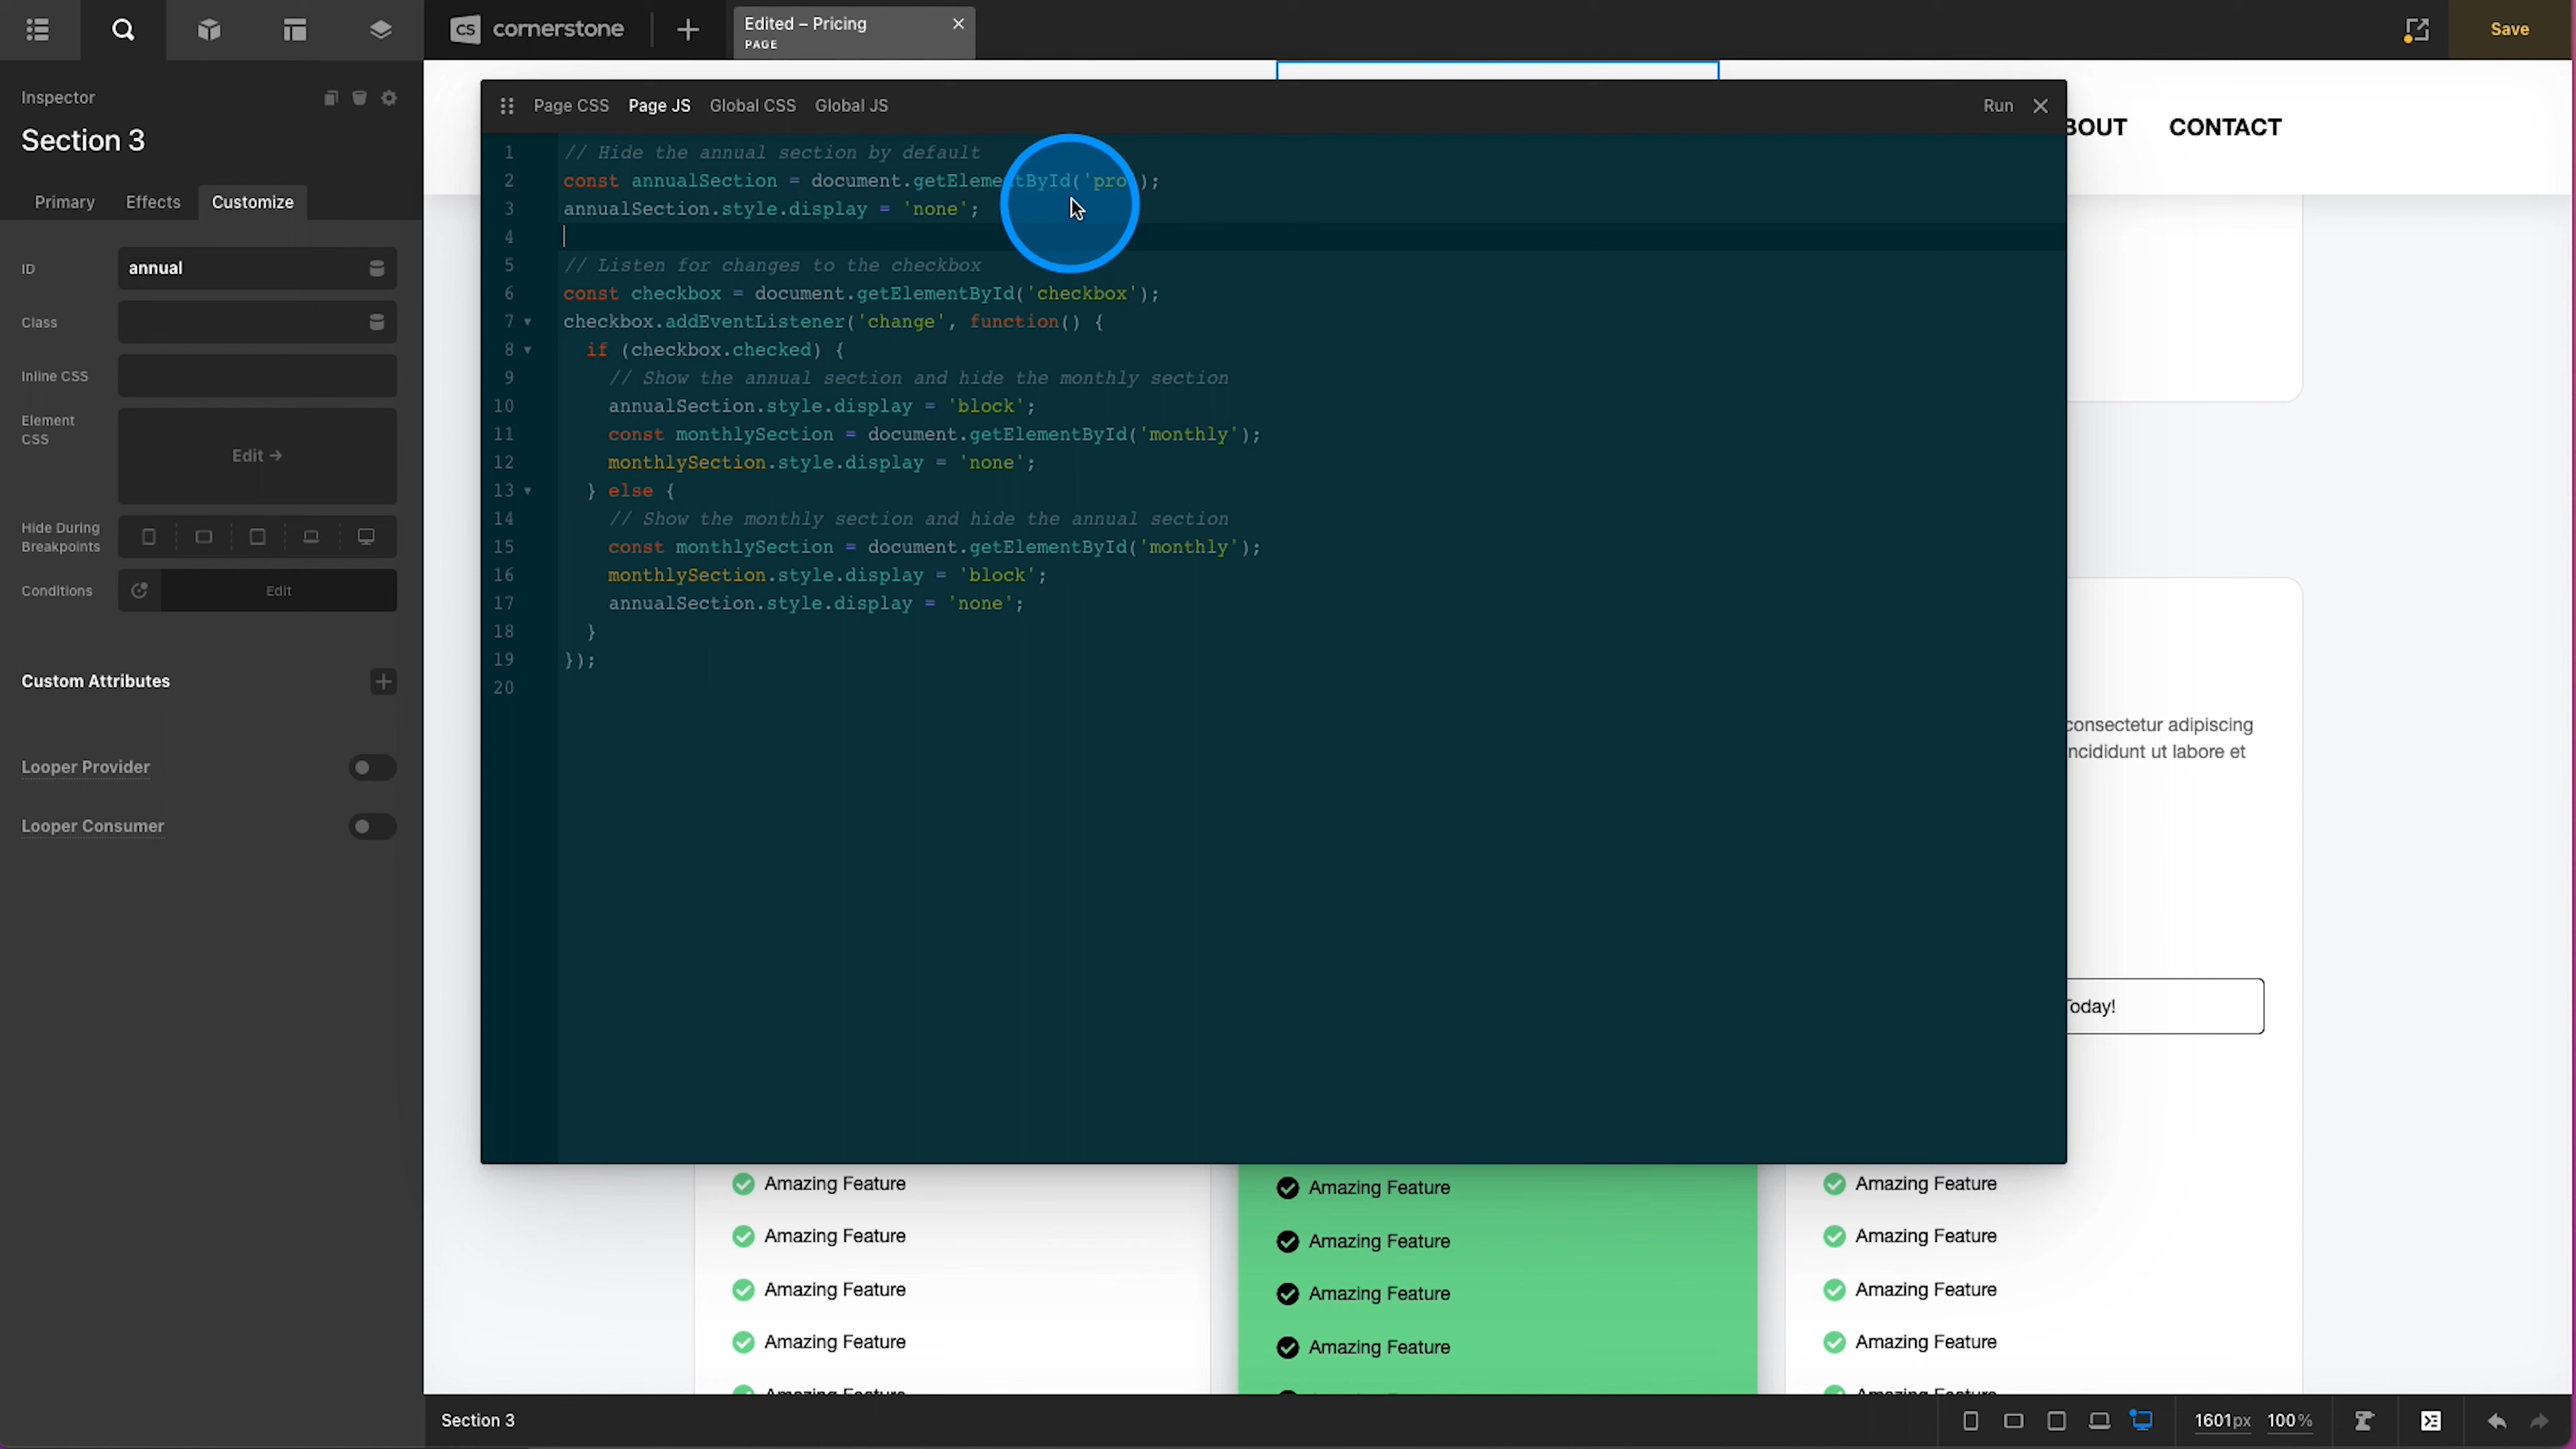 cornerstone
Edited – Pricing
PAGE
Save
Inspector
Section 3
Primary
Effects
Customize
ID
annual
Class
Inline CSS
Element
CSS
Edit →
Hide During
Breakpoints
Conditions
Edit
Custom Attributes
Looper Provider
Looper Consumer
Page CSS
Page JS
Global CSS
Global JS
Run
1 // Hide the annual section by default
2 const annualSection = document.getElementById('pro');
3 annualSection.style.display = 'none';
4
5 // Listen for changes to the checkbox
6 const checkbox = document.getElementById('checkbox');
7 checkbox.addEventListener('change', function() {
8 if (checkbox.checked) {
9 // Show the annual section and hide the monthly section
10 annualSection.style.display = 'block';
11 const monthlySection = document.getElementById('monthly');
12 monthlySection.style.display = 'none';
13 } else {
14 // Show the monthly section and hide the annual section
15 const monthlySection = document.getElementById('monthly');
16 monthlySection.style.display = 'block';
17 annualSection.style.display = 'none';
18 }
19 });
20
BOUT
CONTACT
consectetur adipiscing
ncididunt ut labore et
Today!
Amazing Feature
Amazing Feature
Amazing Feature
Amazing Feature
Amazing Feature
Amazing Feature
Amazing Feature
Amazing Feature
Amazing Feature
Amazing Feature
Amazing Feature
Amazing Feature
Amazing Feature
Amazing Feature
Section 3
1601px
100%